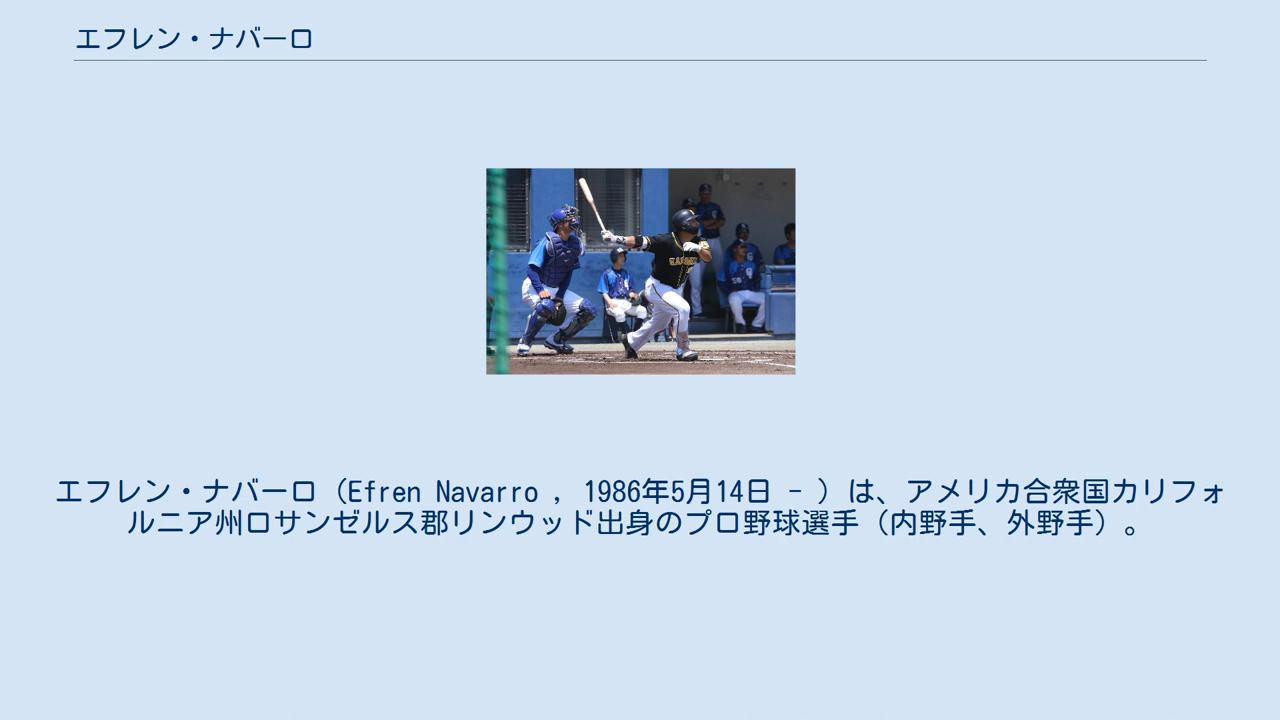 エフレン・ナバーロ
エフレン・ナバーロ（Efren Navarro , 1986年5月14日 - ）は、アメリカ合衆国カリフォ
ルニア州ロサンゼルス郡リンウッド出身のプロ野球選手（内野手、外野手）。